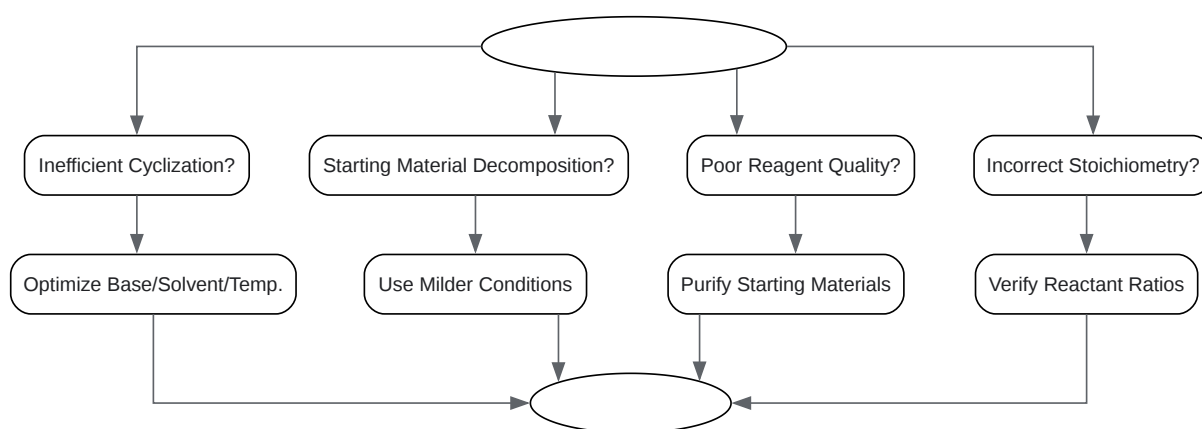 Inefficient Cyclization?
Starting Material Decomposition?
Poor Reagent Quality?
Incorrect Stoichiometry?
Optimize Base/Solvent/Temp.
Use Milder Conditions
Purify Starting Materials
Verify Reactant Ratios